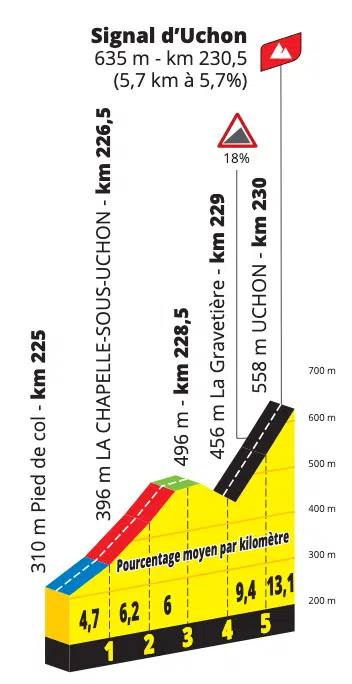 Signal d’Uchon
635 m - km 230,5
(5,7 km à 5,7%)
18%
310 m Pied de col - km 225
396 m LA CHAPELLE-SOUS-UCHON - km 226,5
496 m - km 228,5
456 m La Gravetière - km 229
558 m UCHON - km 230
700 m
600 m
500 m
400 m
300 m
200 m
Pourcentage moyen par kilomètre
4,7 6,2 6 9,4 13,1
1 2 3 4 5